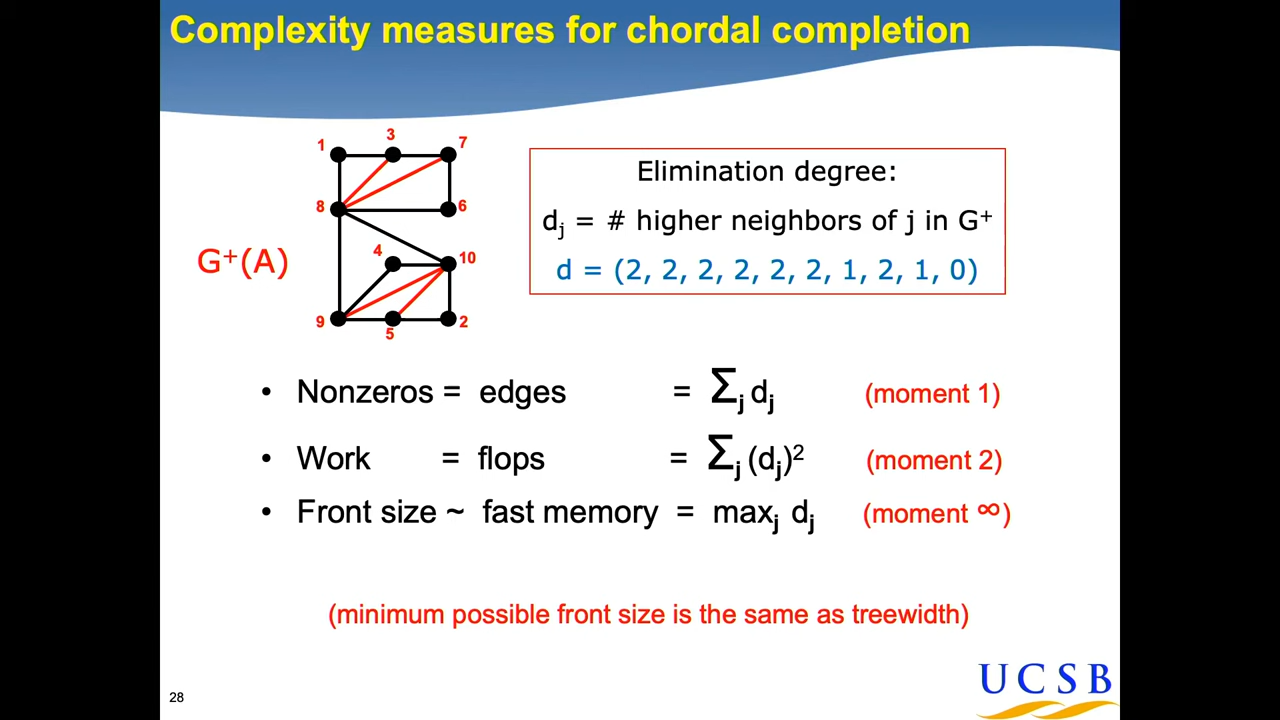 Complexity measures for chordal completion
1 3 7
8 6
G⁺(A)
4 10
9 5 2
Elimination degree:
dⱼ = # higher neighbors of j in G⁺
d = (2, 2, 2, 2, 2, 2, 1, 2, 1, 0)
• Nonzeros = edges = Σⱼ dⱼ (moment 1)
• Work = flops = Σⱼ (dⱼ)² (moment 2)
• Front size ~ fast memory = maxⱼ dⱼ (moment ∞)
(minimum possible front size is the same as treewidth)
28
UCSB